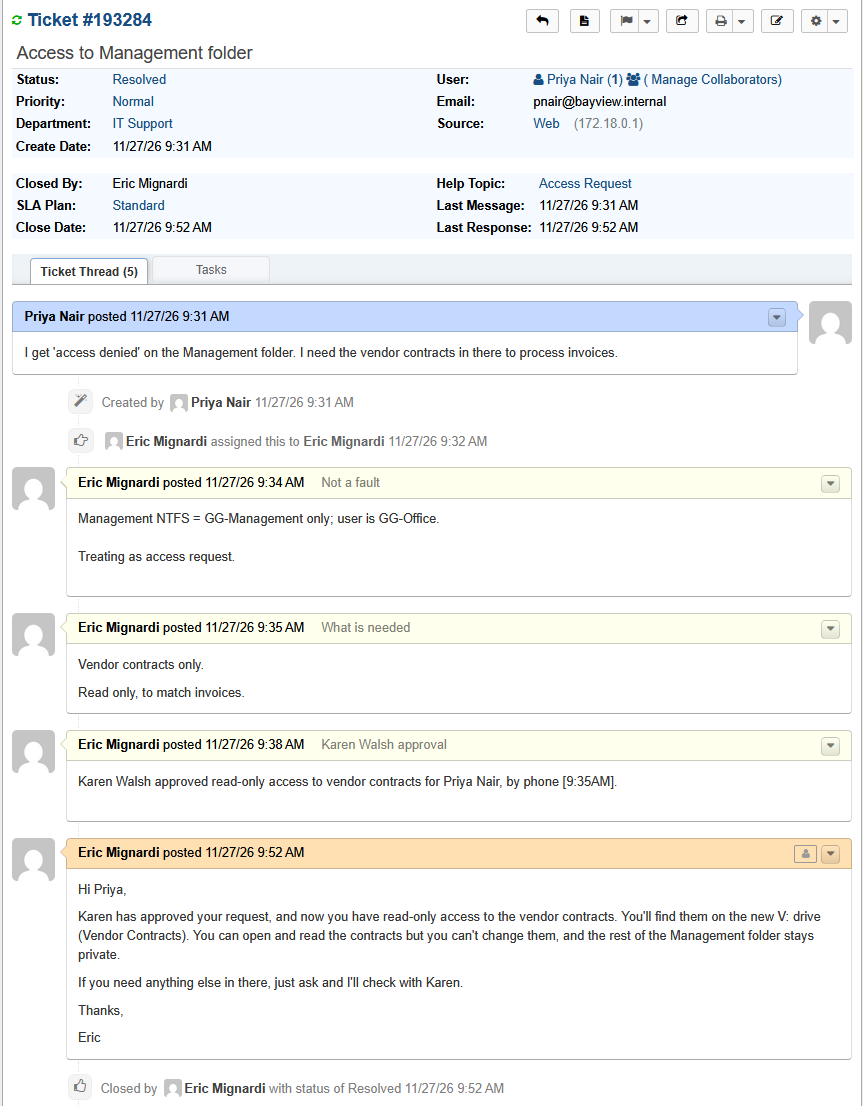 Ticket #193284
Access to Management folder
Status: Resolved
User: Priya Nair (1) ( Manage Collaborators)
Priority: Normal
Email: pnair@bayview.internal
Department: IT Support
Source: Web (172.18.0.1)
Create Date: 11/27/26 9:31 AM
Closed By: Eric Mignardi
Help Topic: Access Request
SLA Plan: Standard
Last Message: 11/27/26 9:31 AM
Close Date: 11/27/26 9:52 AM
Last Response: 11/27/26 9:52 AM
Ticket Thread (5) Tasks
Priya Nair posted 11/27/26 9:31 AM
I get 'access denied' on the Management folder. I need the vendor contracts in there to process invoices.
Created by Priya Nair 11/27/26 9:31 AM
Eric Mignardi assigned this to Eric Mignardi 11/27/26 9:32 AM
Eric Mignardi posted 11/27/26 9:34 AM Not a fault
Management NTFS = GG-Management only; user is GG-Office.
Treating as access request.
Eric Mignardi posted 11/27/26 9:35 AM What is needed
Vendor contracts only.
Read only, to match invoices.
Eric Mignardi posted 11/27/26 9:38 AM Karen Walsh approval
Karen Walsh approved read-only access to vendor contracts for Priya Nair, by phone [9:35AM].
Eric Mignardi posted 11/27/26 9:52 AM
Hi Priya,
Karen has approved your request, and now you have read-only access to the vendor contracts. You'll find them on the new V: drive
(Vendor Contracts). You can open and read the contracts but you can't change them, and the rest of the Management folder stays
private.
If you need anything else in there, just ask and I'll check with Karen.
Thanks,
Eric
Closed by Eric Mignardi with status of Resolved 11/27/26 9:52 AM